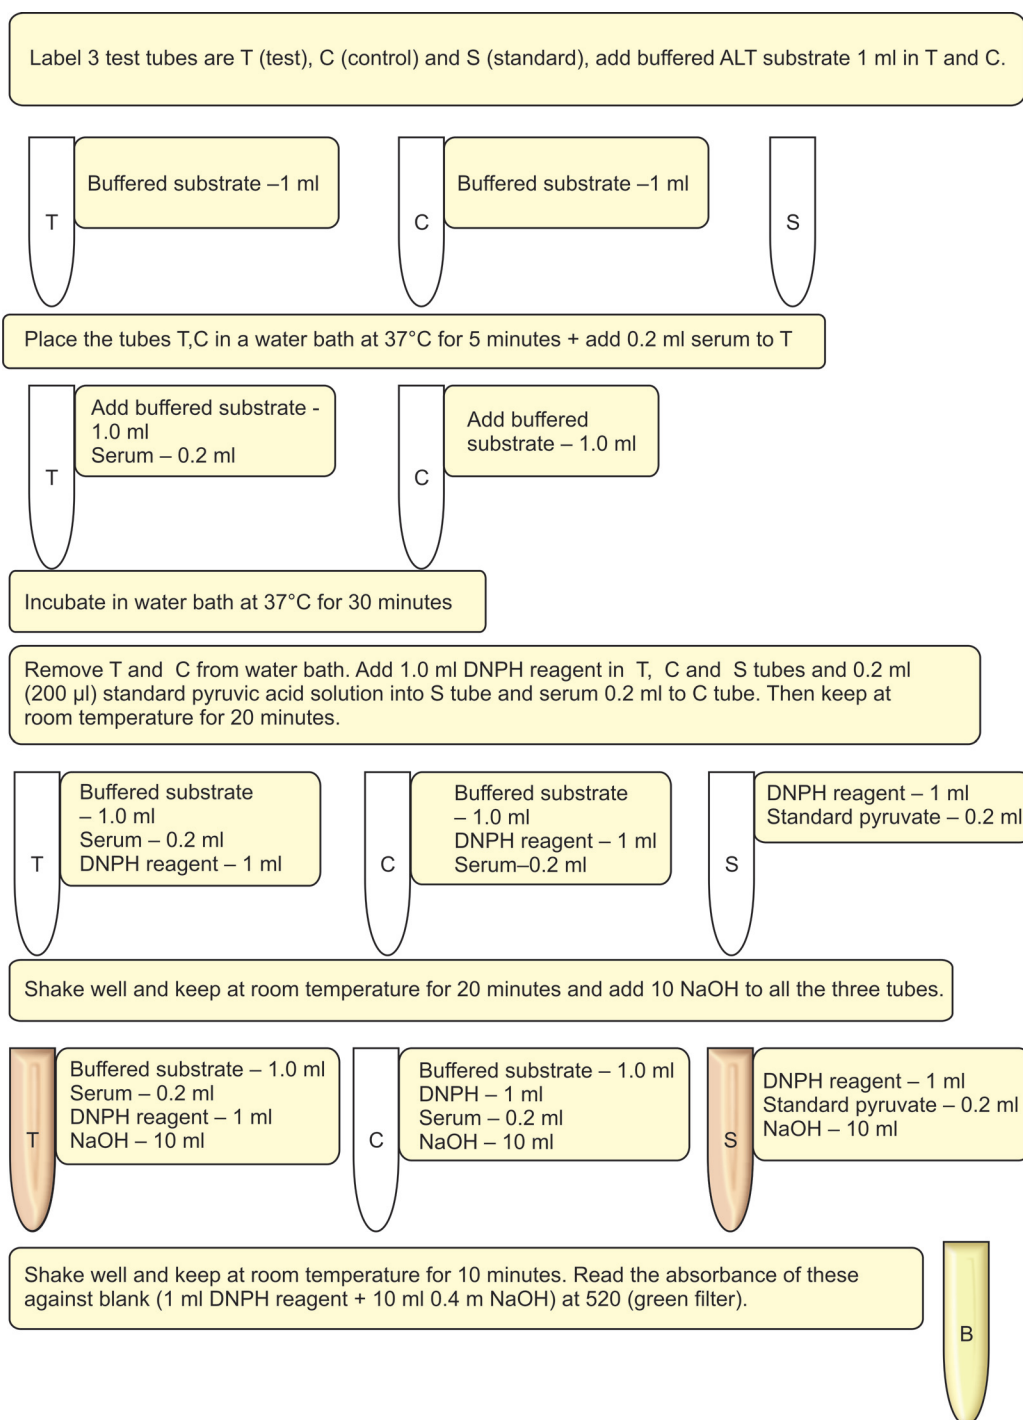 Label 3 test tubes are T (test), C (control) and S (standard), add buffered ALT substrate 1 ml in T and C.
T
Buffered substrate –1 ml
C
Buffered substrate –1 ml
S
Place the tubes T,C in a water bath at 37°C for 5 minutes + add 0.2 ml serum to T
T
Add buffered substrate -
1.0 ml
Serum – 0.2 ml
C
Add buffered
substrate – 1.0 ml
Incubate in water bath at 37°C for 30 minutes
Remove T and C from water bath. Add 1.0 ml DNPH reagent in T, C and S tubes and 0.2 ml
(200 µl) standard pyruvic acid solution into S tube and serum 0.2 ml to C tube. Then keep at
room temperature for 20 minutes.
T
Buffered substrate
– 1.0 ml
Serum – 0.2 ml
DNPH reagent – 1 ml
C
Buffered substrate
– 1.0 ml
DNPH reagent – 1 ml
Serum–0.2 ml
S
DNPH reagent – 1 ml
Standard pyruvate – 0.2 ml
Shake well and keep at room temperature for 20 minutes and add 10 NaOH to all the three tubes.
T
Buffered substrate – 1.0 ml
Serum – 0.2 ml
DNPH reagent – 1 ml
NaOH – 10 ml
C
Buffered substrate – 1.0 ml
DNPH – 1 ml
Serum – 0.2 ml
NaOH – 10 ml
S
DNPH reagent – 1 ml
Standard pyruvate – 0.2 ml
NaOH – 10 ml
Shake well and keep at room temperature for 10 minutes. Read the absorbance of these
against blank (1 ml DNPH reagent + 10 ml 0.4 m NaOH) at 520 (green filter).
B